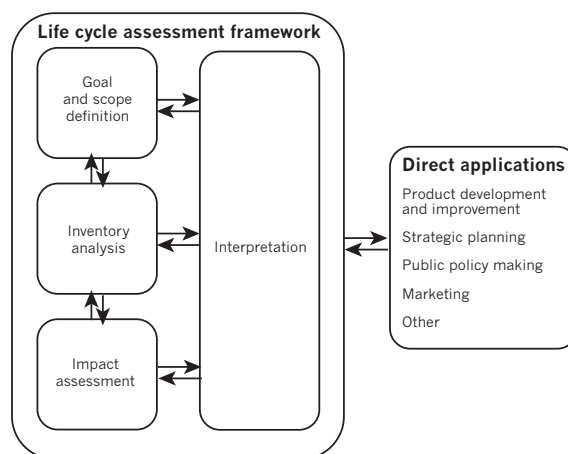 Life cycle assessment framework
Goal
and scope
definition
Inventory
analysis
Impact
assessment
Interpretation
Direct applications
Product development
and improvement
Strategic planning
Public policy making
Marketing
Other